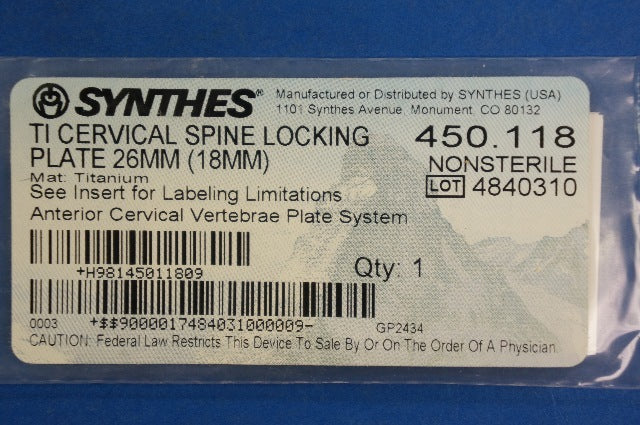 SYNTHES®
Manufactured or Distributed by SYNTHES (USA)
1101 Synthes Avenue, Monument, CO 80132
TI CERVICAL SPINE LOCKING
PLATE 26MM (18MM)
450.118
NONSTERILE
LOT 4840310
Mat: Titanium
See Insert for Labeling Limitations
Anterior Cervical Vertebrae Plate System
+H98145011809
Qty: 1
0003
+$$9000017484031000009-
GP2434
CAUTION: Federal Law Restricts This Device To Sale By Or On The Order Of A Physician.